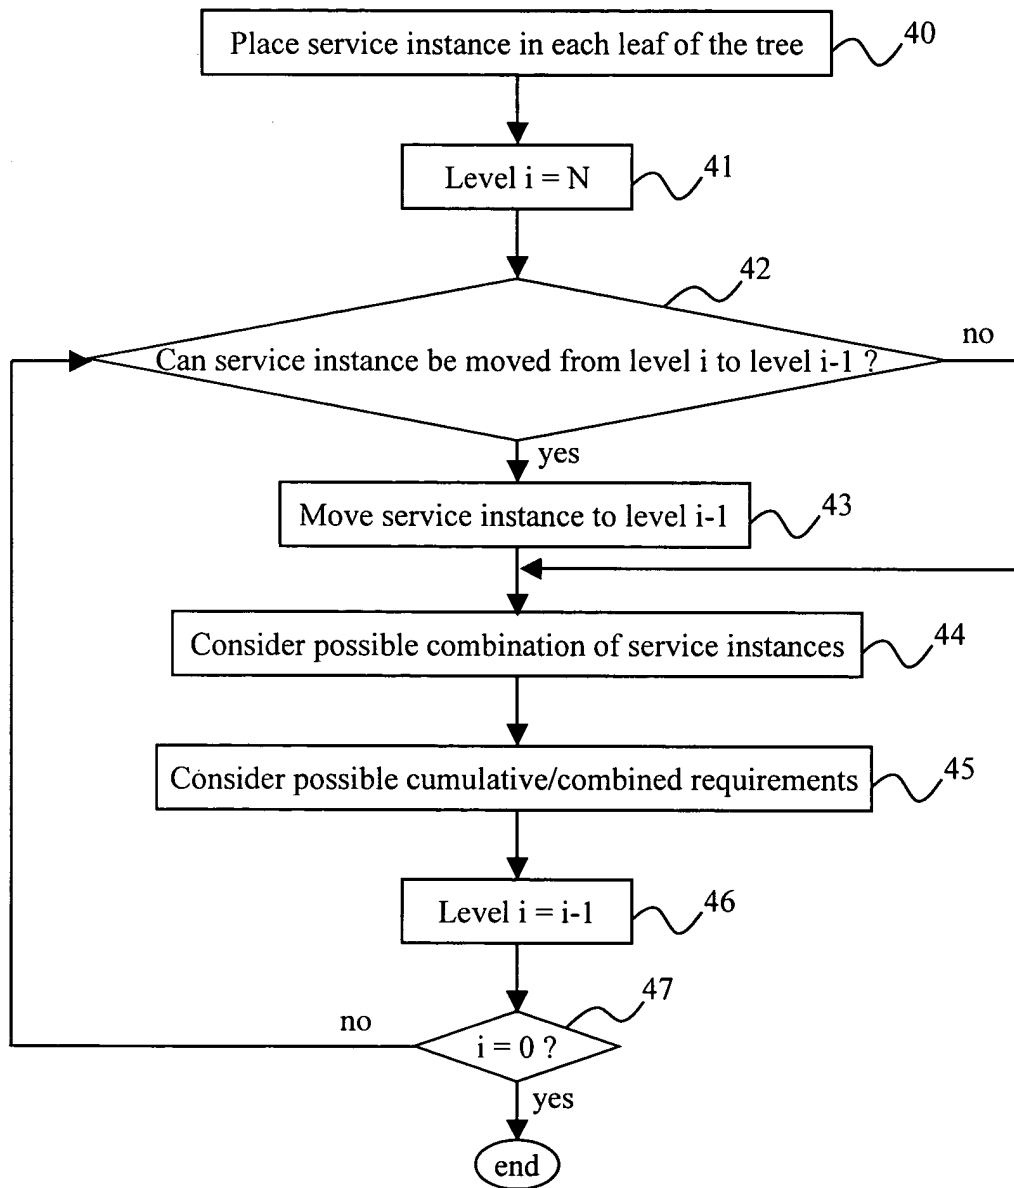 Place service instance in each leaf of the tree
40
Level i = N
41
42
Can service instance be moved from level i to level i-1 ?
no
yes
Move service instance to level i-1
43
Consider possible combination of service instances
44
Consider possible cumulative/combined requirements
45
Level i = i-1
46
47
i = 0 ?
no
yes
end